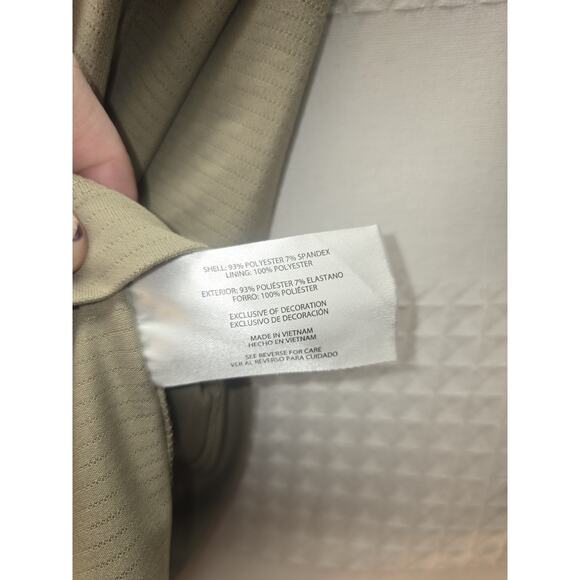 SHELL: 93% POLYESTER 7% SPANDEX
LINING: 100% POLYESTER
EXTERIOR: 93% POLIÉSTER 7% ELASTANO
FORRO: 100% POLIÉSTER
EXCLUSIVE OF DECORATION
EXCLUSIVO DE DECORACIÓN
MADE IN VIETNAM
HECHO EN VIETNAM
SEE REVERSE FOR CARE
VER AL REVERSO PARA CUIDADO